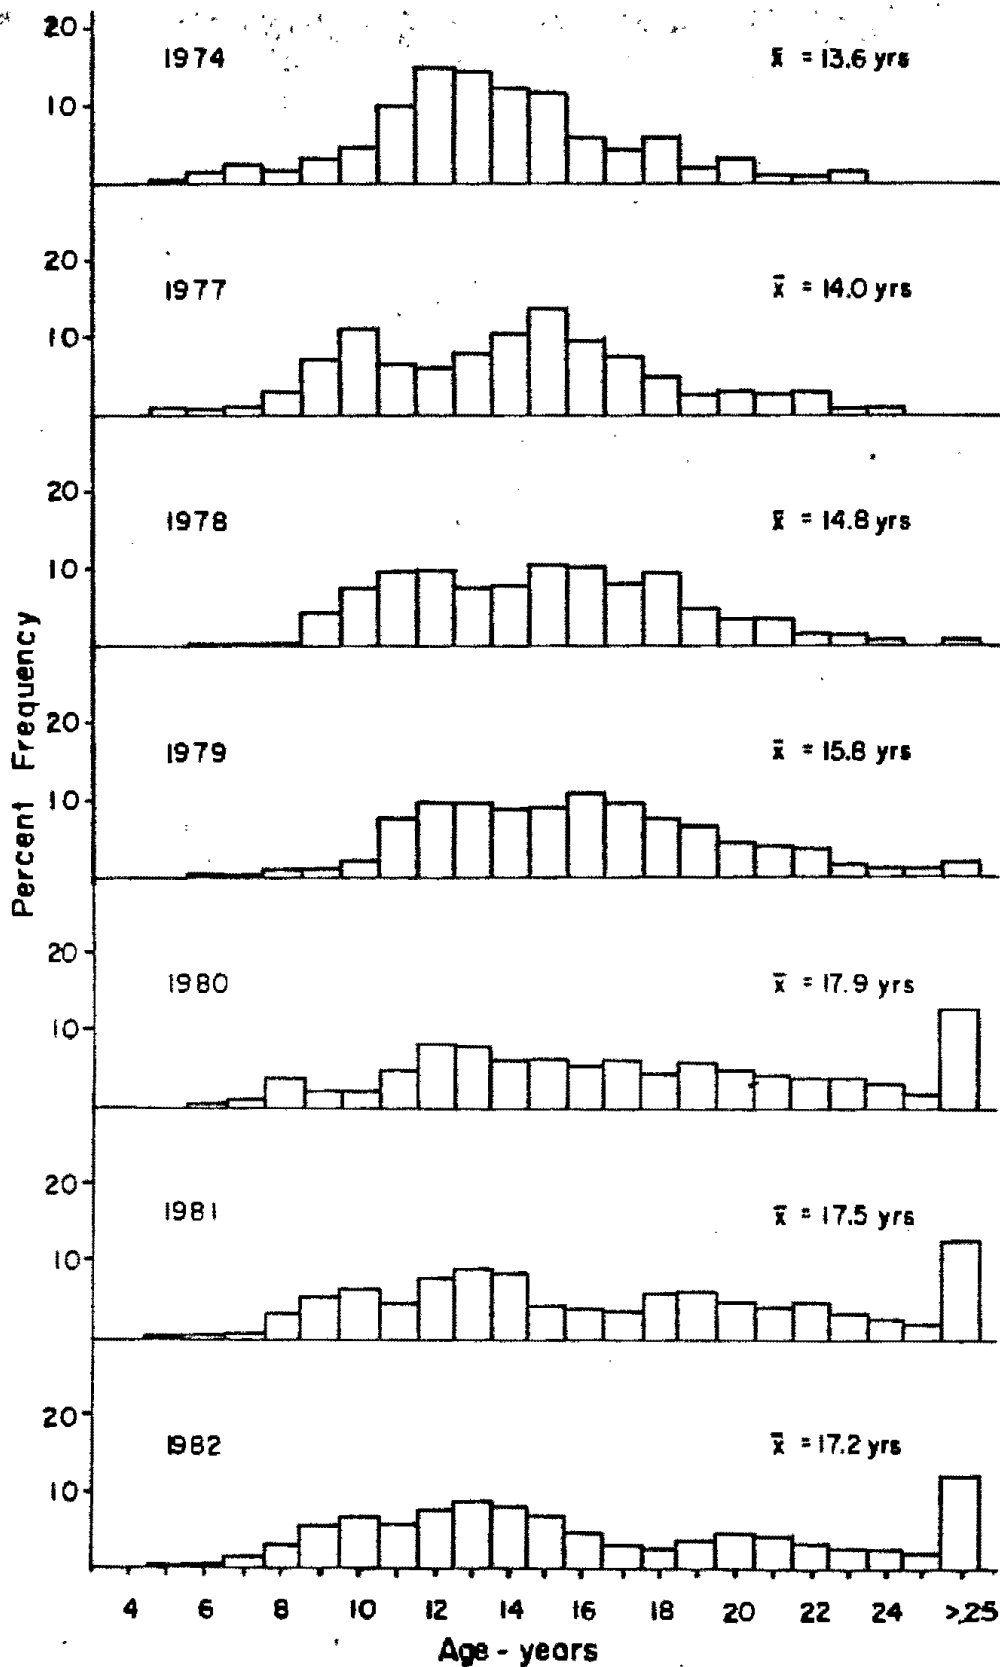 20
1974 x̄ = 13.6 yrs
10
20
1977 x̄ = 14.0 yrs
10
20
1978 x̄ = 14.8 yrs
10
Percent Frequency
20
1979 x̄ = 15.8 yrs
10
20
1980 x̄ = 17.9 yrs
10
20
1981 x̄ = 17.5 yrs
10
20
1982 x̄ = 17.2 yrs
10
4 6 8 10 12 14 16 18 20 22 24 >25
Age - years